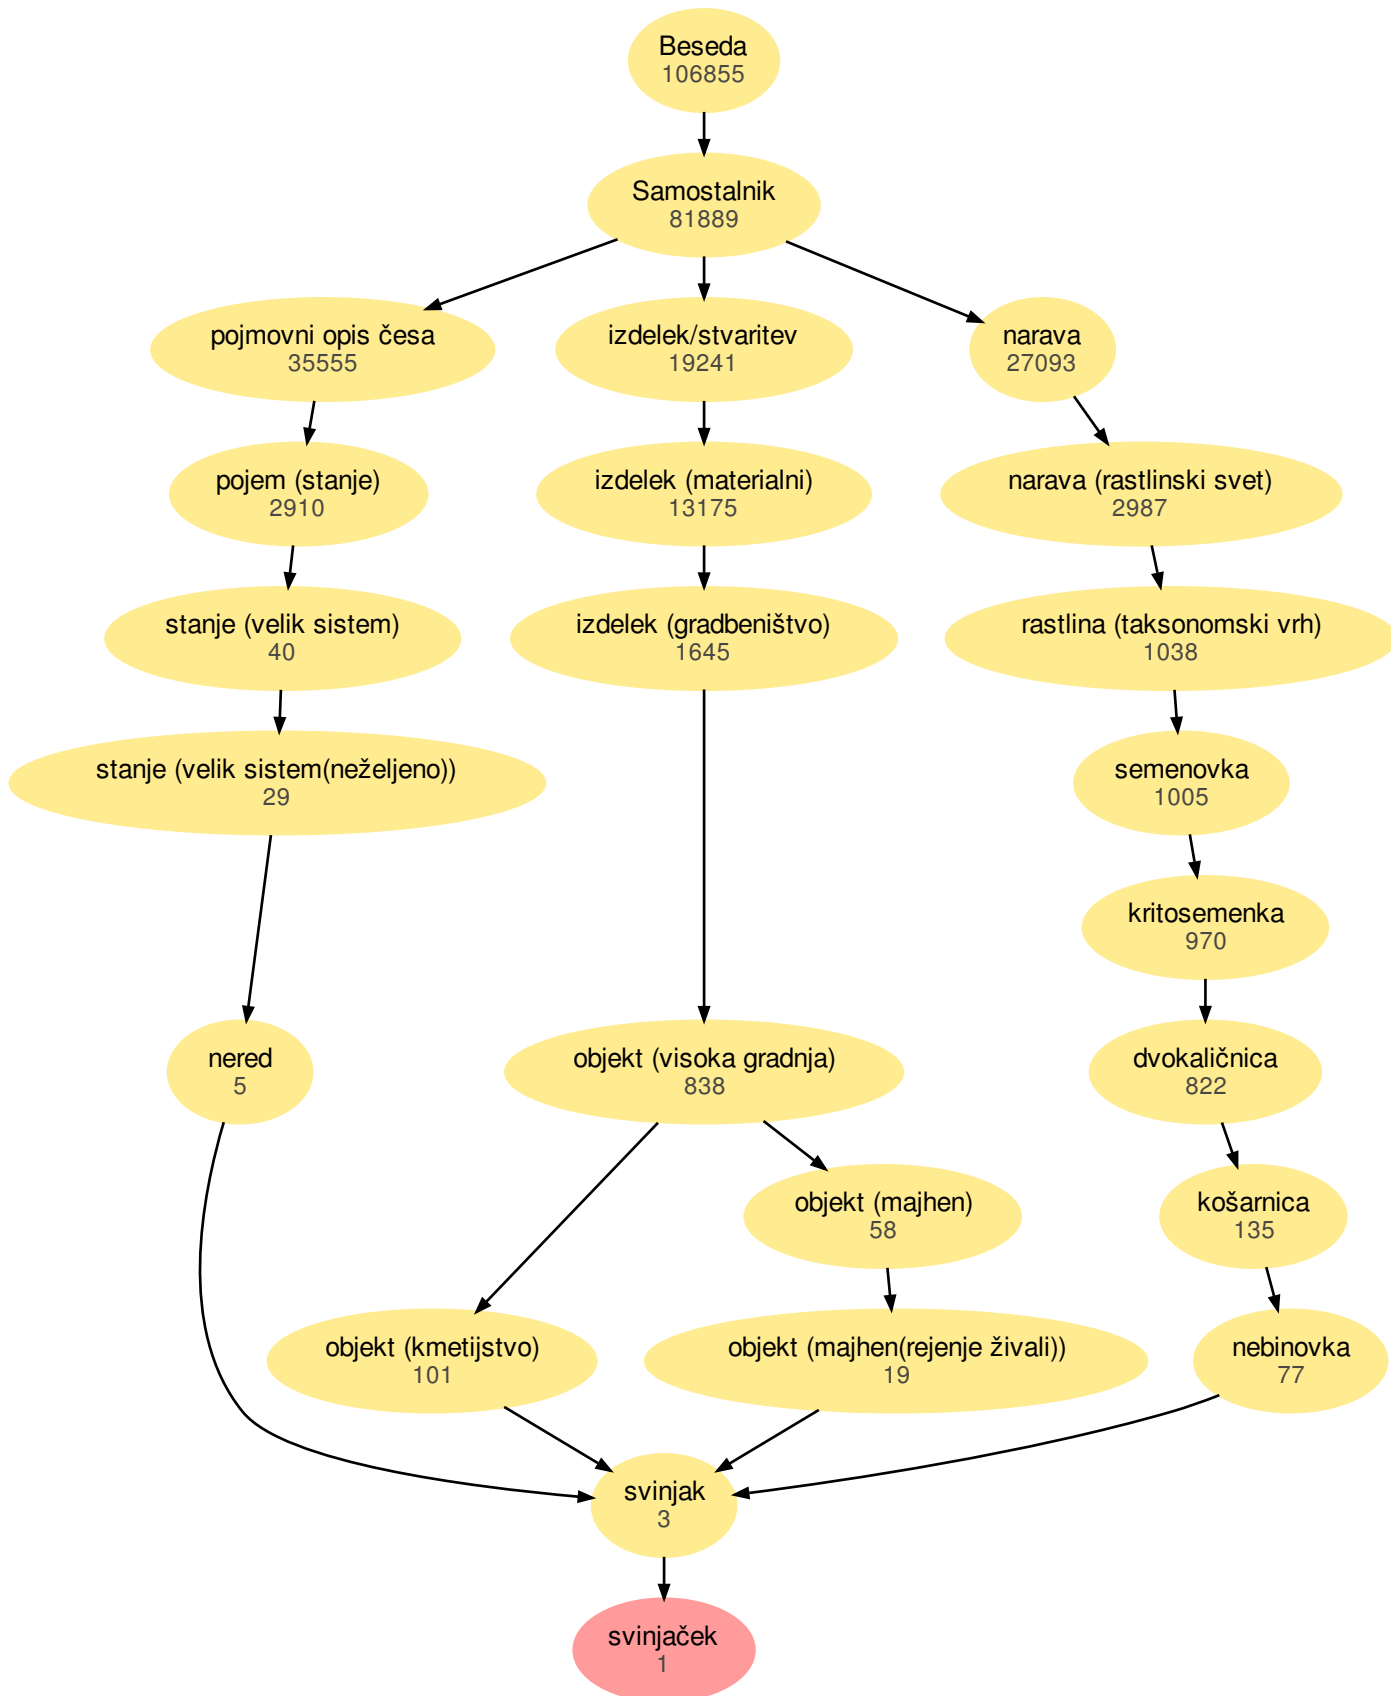 Beseda
106855
Samostalnik
81889
pojmovni opis česa
35555
izdelek/stvaritev
19241
narava
27093
pojem (stanje)
2910
izdelek (materialni)
13175
narava (rastlinski svet)
2987
stanje (velik sistem)
40
izdelek (gradbeništvo)
1645
rastlina (taksonomski vrh)
1038
stanje (velik sistem(neželjeno))
29
semenovka
1005
kritosemenka
970
nered
5
objekt (visoka gradnja)
838
dvokaličnica
822
objekt (majhen)
58
košarnica
135
objekt (kmetijstvo)
101
objekt (majhen(rejenje živali))
19
nebinovka
77
svinjak
3
svinjaček
1